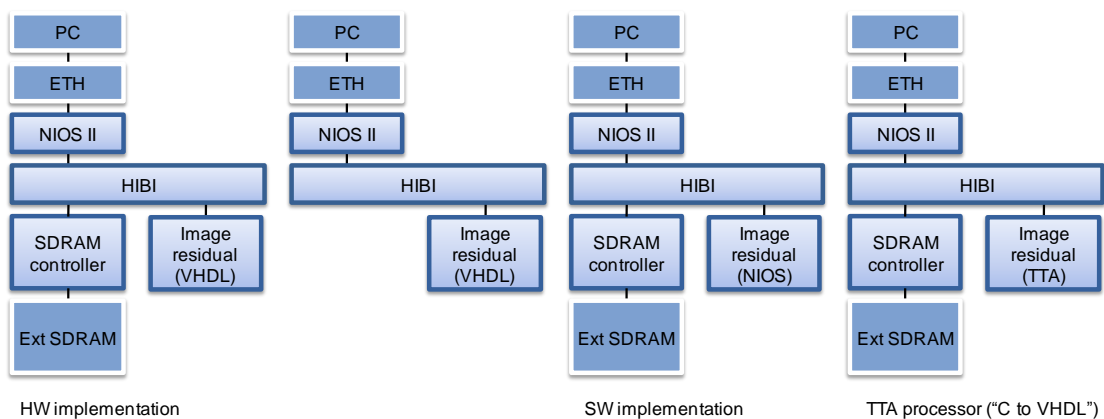 PC
ETH
NIOS II
HIBI
SDRAM
controller
Image
residual
(VHDL)
Ext SDRAM
HW implementation
PC
ETH
NIOS II
HIBI
Image
residual
(VHDL)
PC
ETH
NIOS II
HIBI
SDRAM
controller
Image
residual
(NIOS)
Ext SDRAM
SW implementation
PC
ETH
NIOS II
HIBI
SDRAM
controller
Image
residual
(TTA)
Ext SDRAM
TTA processor (“C to VHDL”)